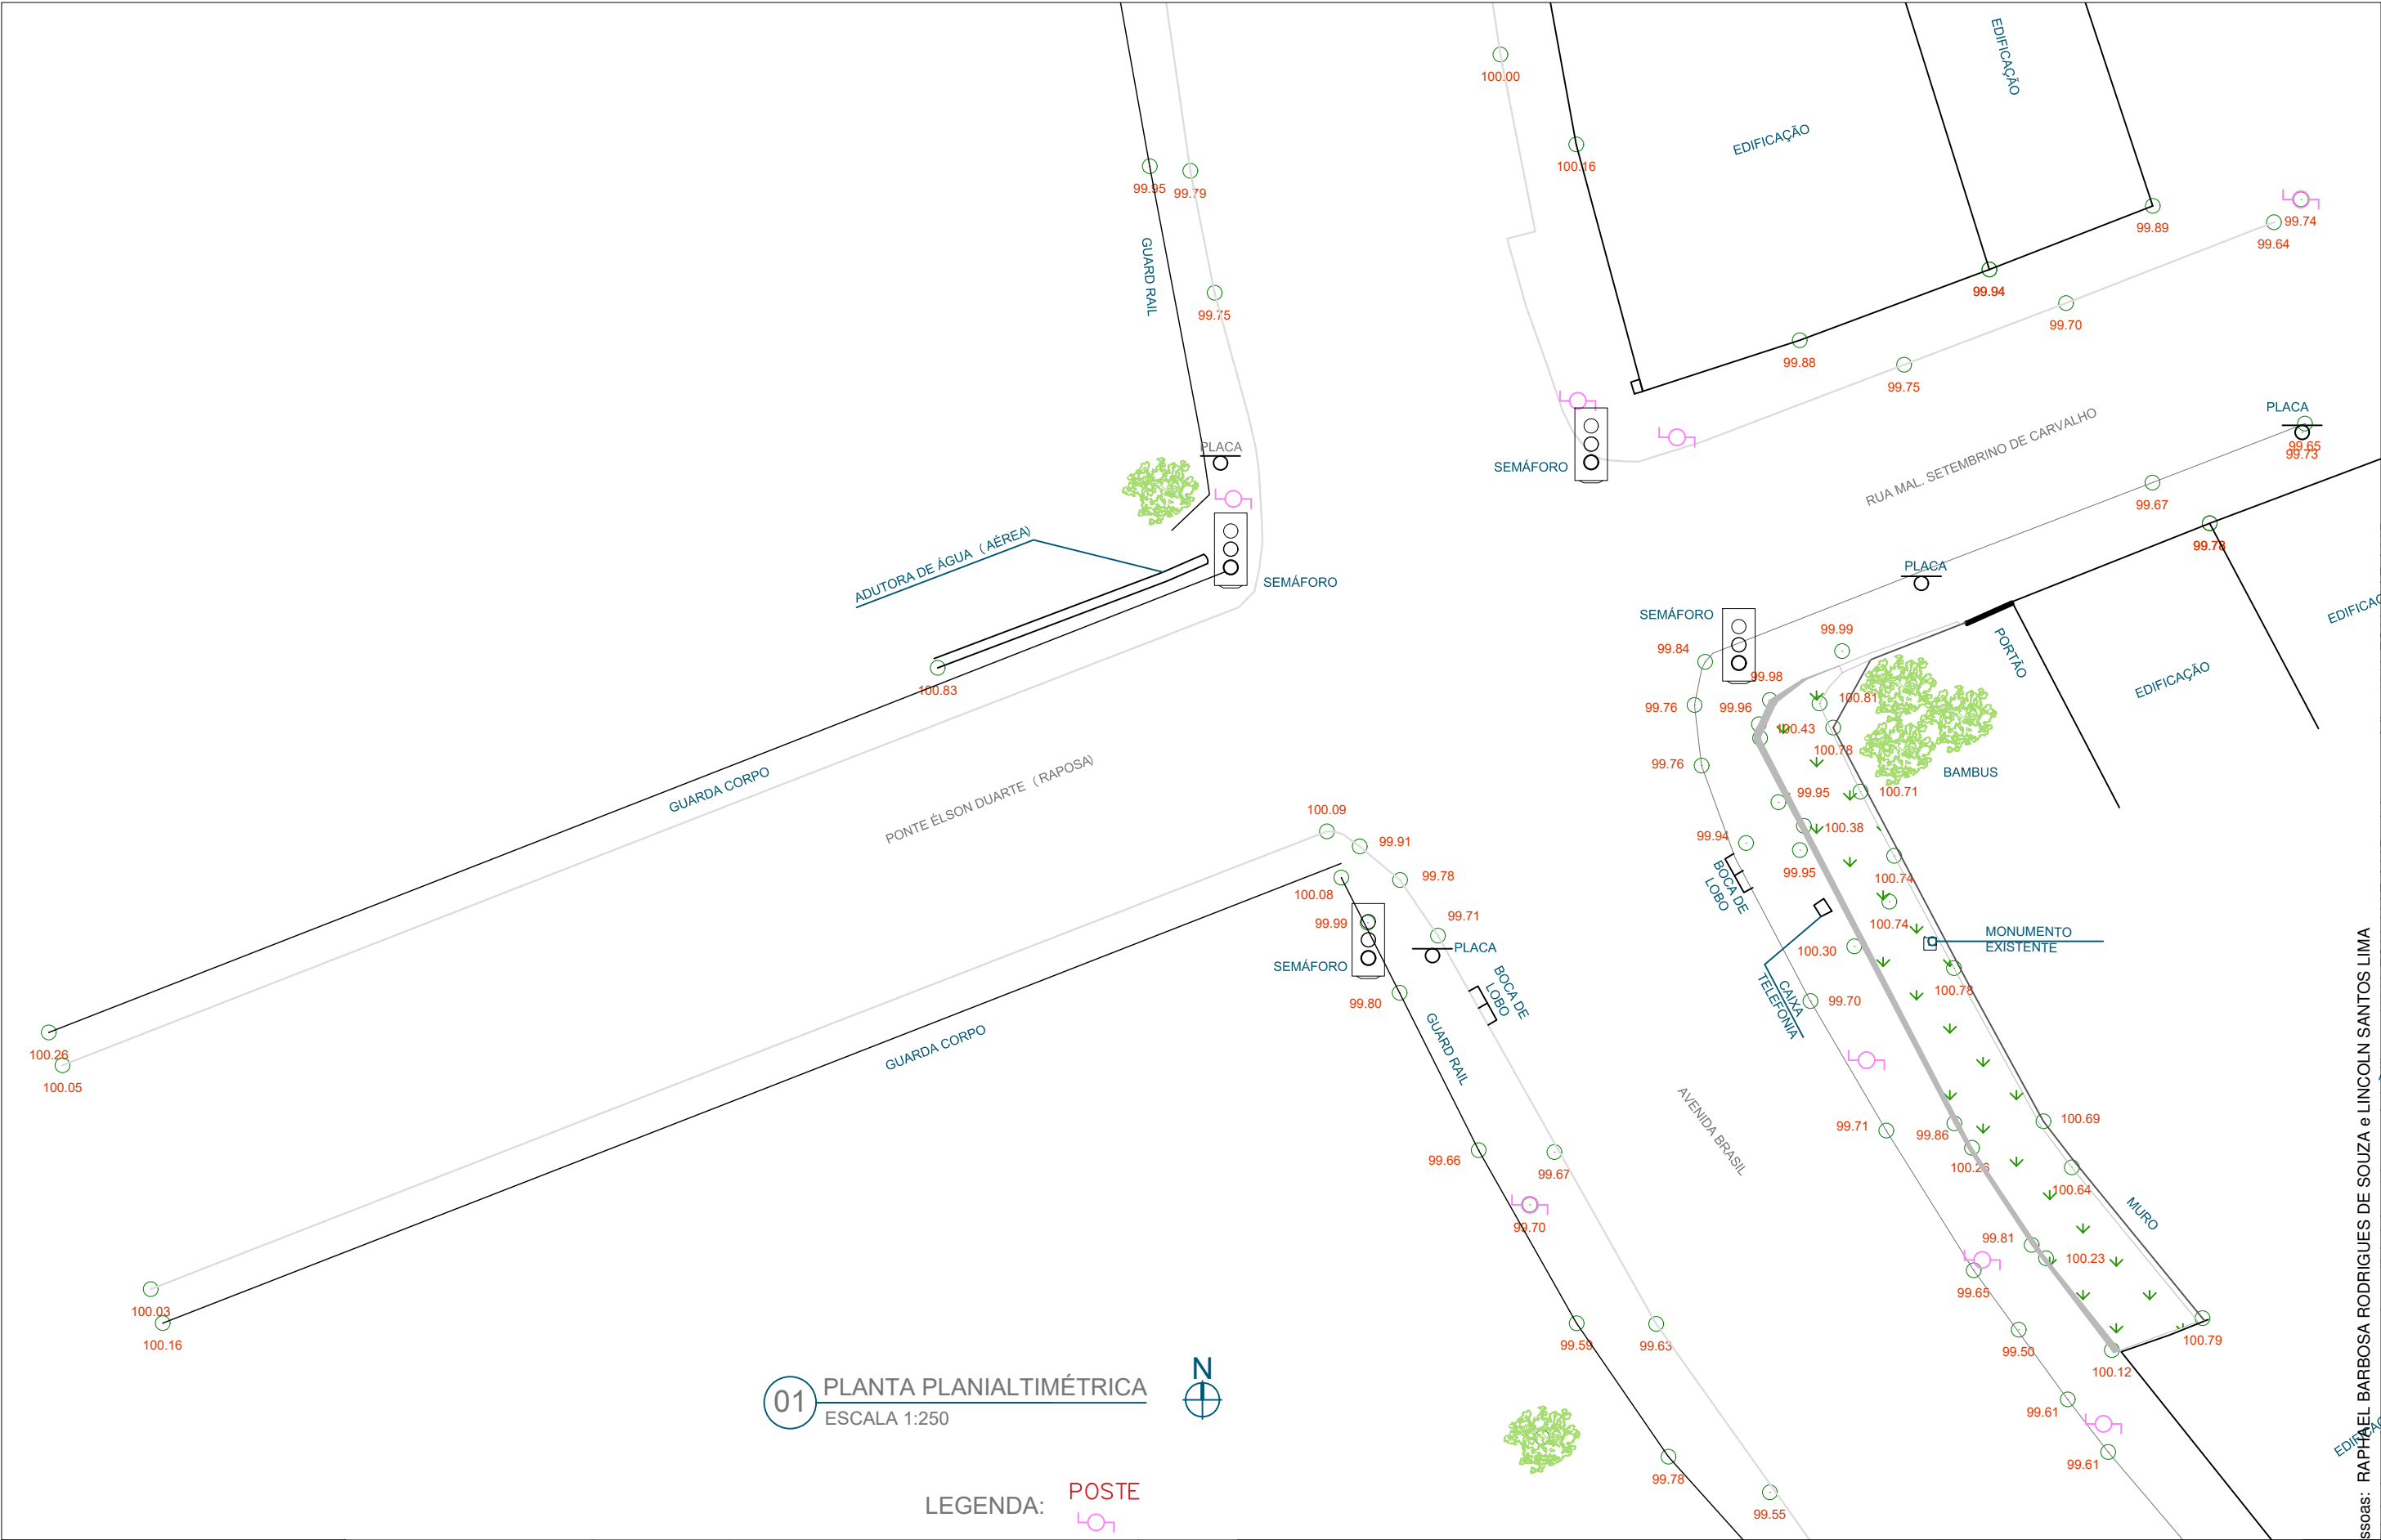 100.00
EDIFICAÇÃO
EDIFICAÇÃO
100.16
99.95
99.79
99.89
99.74
99.64
GUARD RAIL
99.75
99.94
99.70
99.88
99.75
PLACA
PLACA
99.65
99.73
RUA MAL. SETEMBRINO DE CARVALHO
SEMÁFORO
99.67
ADUTORA DE ÁGUA ( AÉREA)
SEMÁFORO
PLACA
SEMÁFORO
99.99
99.84
PORTÃO
EDIFICAÇÃO
100.83
99.98
100.81
99.76
99.96
100.43
100.78
99.76
BAMBUS
GUARDA CORPO
PONTE ÉLSON DUARTE ( RAPOSA)
99.95
100.71
100.09
99.91
99.94
100.38
99.95
BOCA DE
LOBO
99.78
100.74
100.08
99.99
99.71
100.74
PLACA
SEMÁFORO
MONUMENTO
EXISTENTE
100.30
100.78
99.80
BOCA DE
LOBO
99.70
CAIXA
TELEFONIA
GUARD RAIL
100.26
100.05
GUARDA CORPO
AVENIDA BRASIL
99.66
99.67
99.71
99.86
100.69
100.26
100.64
MURO
99.70
99.81
100.23
99.65
100.03
100.16
99.59
99.63
99.50
100.79
100.12
01
PLANTA PLANIALTIMÉTRICA
ESCALA 1:250
N
99.61
99.61
99.78
99.55
LEGENDA:
POSTE
RAPHAEL BARBOSA RODRIGUES DE SOUZA e LINCOLN SANTOS LIMA